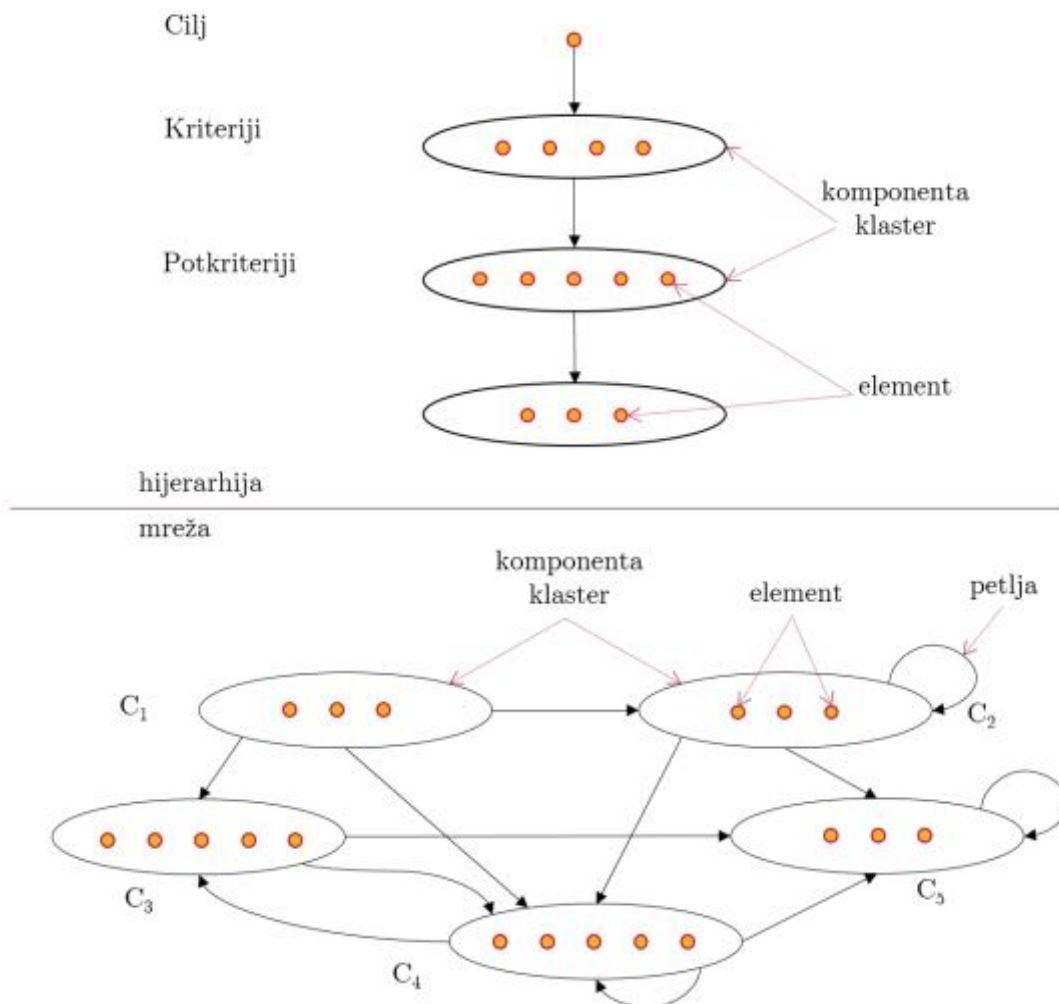 Cilj
Kriteriji
komponenta
klaster
Potkriteriji
element
hijerarhija
mreža
komponenta
klaster
element
petlja
C₁
C₂
C₃
C₅
C₄